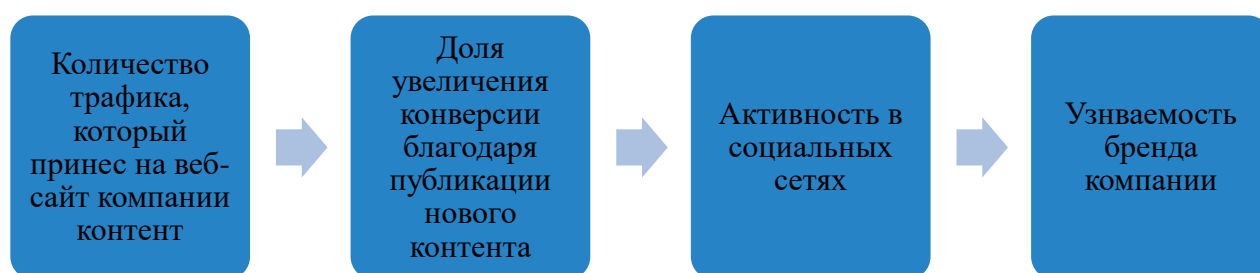 Количество
трафика,
который
принес на веб-
сайт компании
контент
Доля
увеличения
конверсии
благодаря
публикации
нового
контента
Активность в
социальных
сетях
Узнваемость
бренда
компании